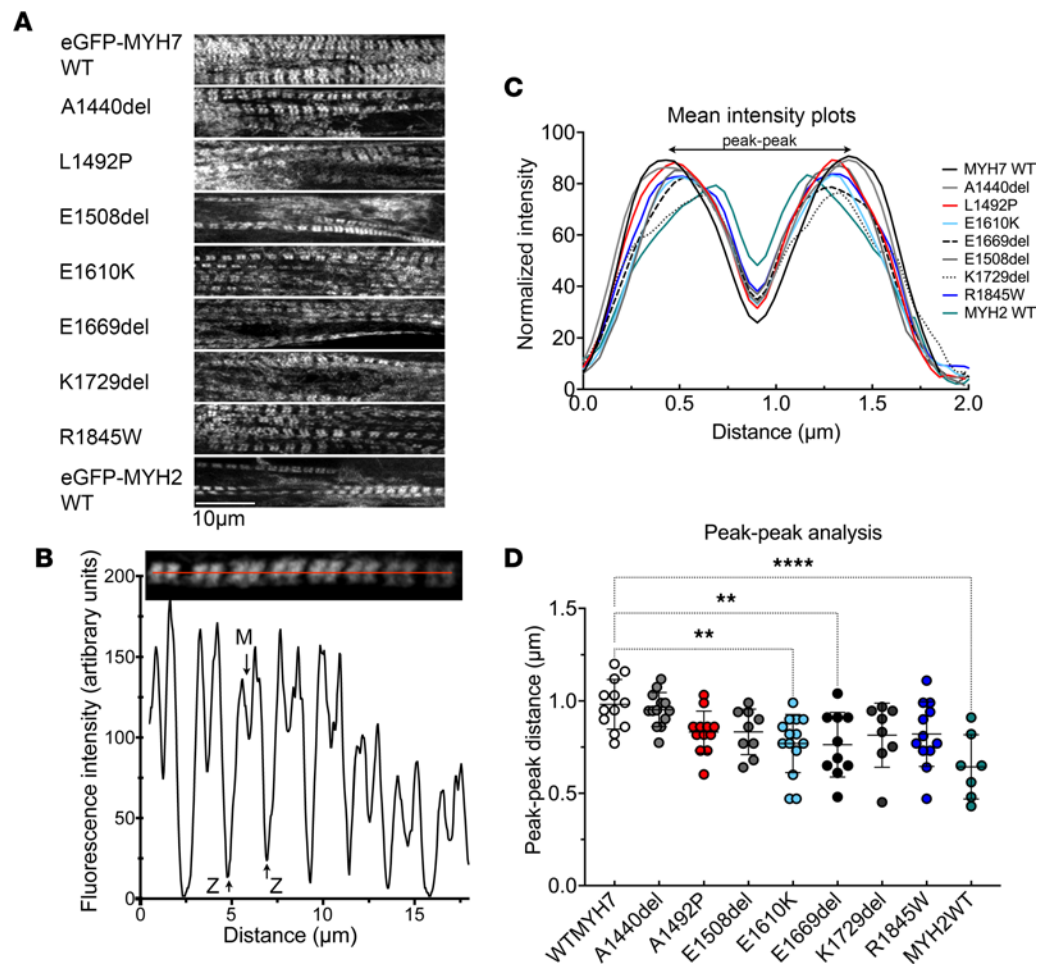 A
eGFP-MYH7
WT
A1440del
L1492P
E1508del
E1610K
E1669del
K1729del
R1845W
eGFP-MYH2
WT
10μm
B
Fluorescence intensity (artibrary units)
200
150
100
50
0
M
Z
Z
0
5
10
15
Distance (μm)
C
Mean intensity plots
peak-peak
Normalized intensity
100
80
60
40
20
0
0.0
0.5
1.0
1.5
2.0
Distance (μm)
MYH7 WT
A1440del
L1492P
E1610K
E1669del
E1508del
K1729del
R1845W
MYH2 WT
D
Peak-peak analysis
****
**
**
Peak-peak distance (μm)
1.5
1.0
0.5
0.0
WTMYH7
A1440del
A1492P
E1508del
E1610K
E1669del
K1729del
R1845W
MYH2WT